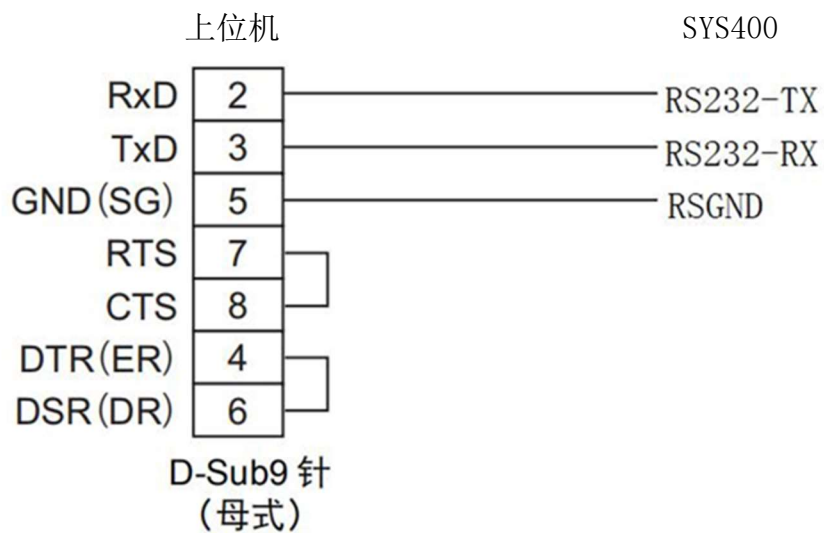 上位机 SYS400
RxD 2 RS232-TX
TxD 3 RS232-RX
GND(SG) 5 RSGND
RTS 7
CTS 8
DTR(ER) 4
DSR(DR) 6
D-Sub9 针
(母式)